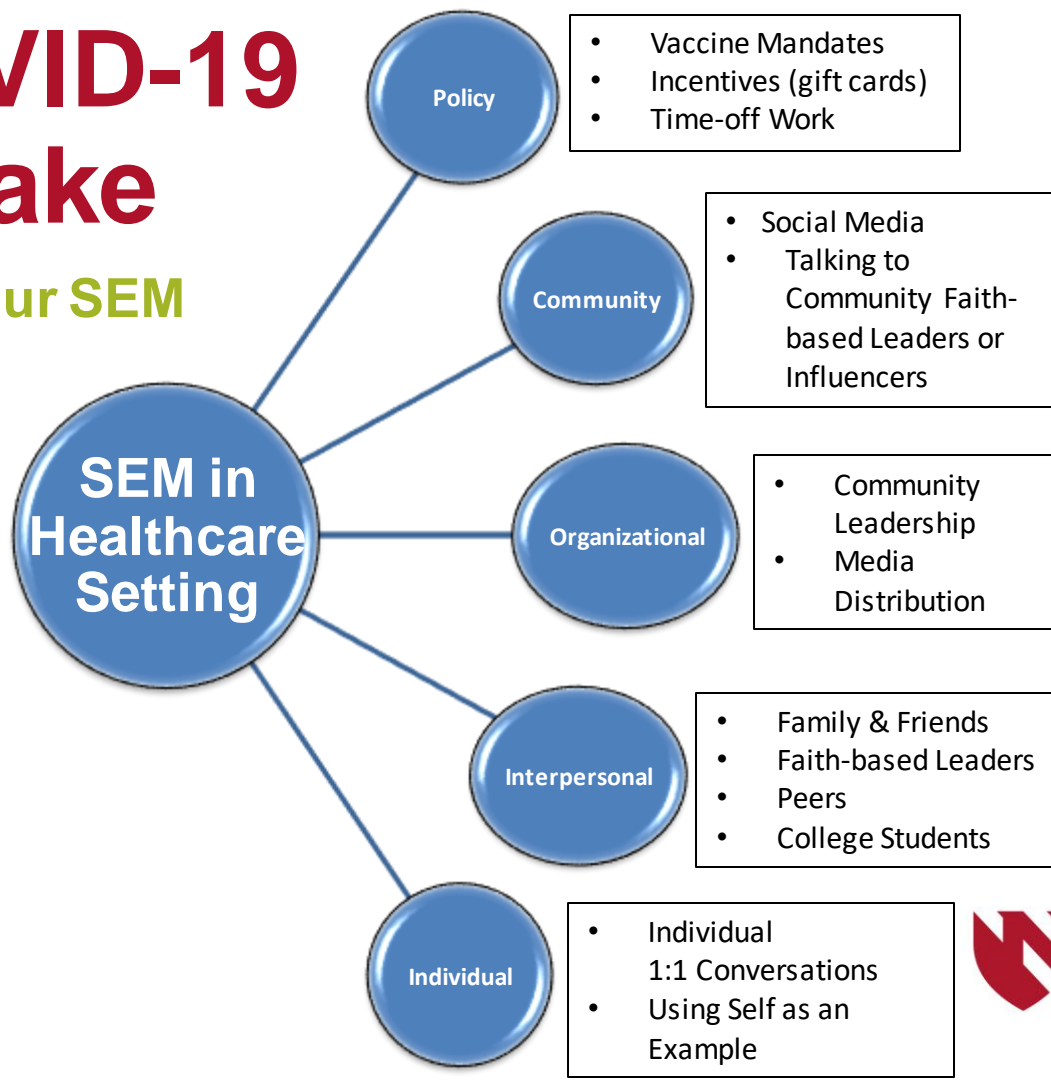 VID-19
ake
ur SEM
SEM in
Healthcare
Setting
Policy
• Vaccine Mandates
• Incentives (gift cards)
• Time-off Work
Community
• Social Media
• Talking to
Community Faith-
based Leaders or
Influencers
Organizational
• Community
Leadership
• Media
Distribution
Interpersonal
• Family & Friends
• Faith-based Leaders
• Peers
• College Students
Individual
• Individual
1:1 Conversations
• Using Self as an
Example